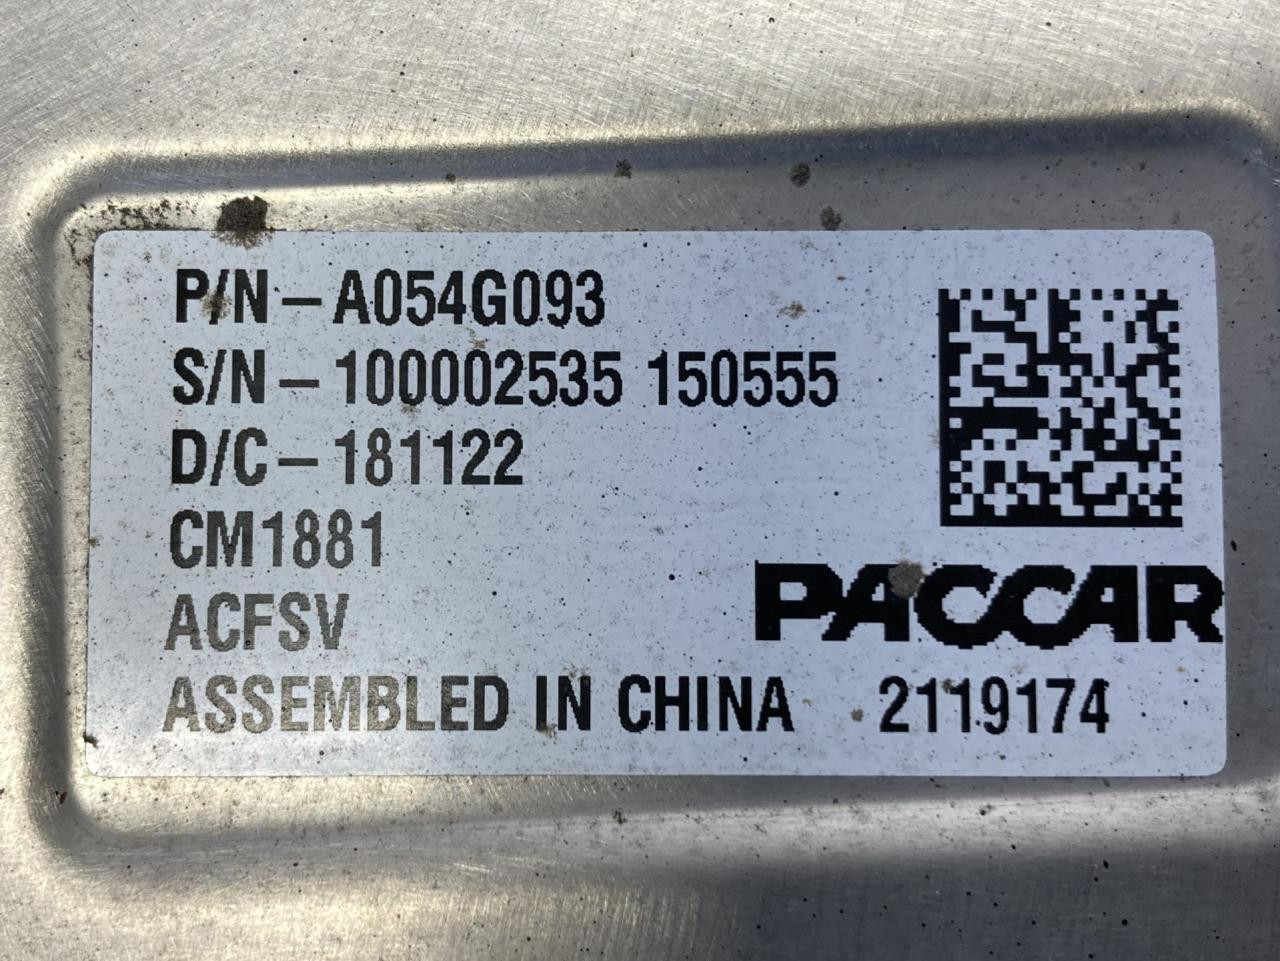 P/N – A054G093
S/N – 100002535 150555
D/C – 181122
CM1881
ACFSV
PACCAR
ASSEMBLED IN CHINA 2119174